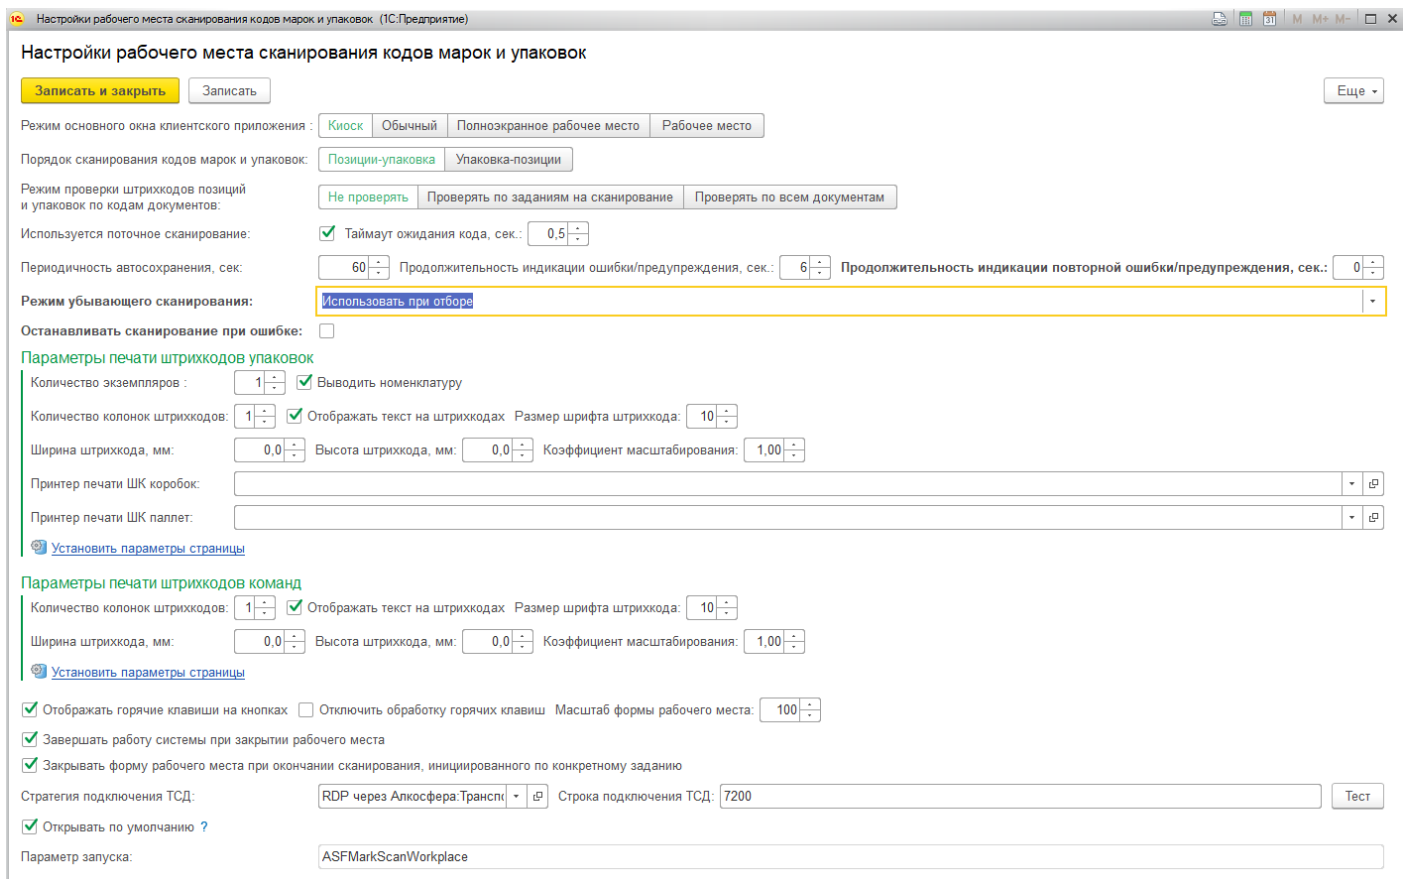 Настройки рабочего места сканирования кодов марок и упаковок (1С:Предприятие) M M+ M-
Настройки рабочего места сканирования кодов марок и упаковок
Записать и закрыть Записать Еще
Режим основного окна клиентского приложения : Киоск Обычный Полноэкранное рабочее место Рабочее место
Порядок сканирования кодов марок и упаковок: Позиции-упаковка Упаковка-позиции
Режим проверки штрихкодов позиций
и упаковок по кодам документов: Не проверять Проверять по заданиям на сканирование Проверять по всем документам
Используется поточное сканирование: Таймаут ожидания кода, сек.: 0,5
Периодичность автосохранения, сек: 60 Продолжительность индикации ошибки/предупреждения, сек.: 6 Продолжительность индикации повторной ошибки/предупреждения, сек.: 0
Режим убывающего сканирования: Использовать при отборе
Останавливать сканирование при ошибке:
Параметры печати штрихкодов упаковок
Количество экземпляров : 1 Выводить номенклатуру
Количество колонок штрихкодов: 1 Отображать текст на штрихкодах Размер шрифта штрихкода: 10
Ширина штрихкода, мм: 0,0 Высота штрихкода, мм: 0,0 Коэффициент масштабирования: 1,00
Принтер печати ШК коробок:
Принтер печати ШК паллет:
Установить параметры страницы
Параметры печати штрихкодов команд
Количество колонок штрихкодов: 1 Отображать текст на штрихкодах Размер шрифта штрихкода: 10
Ширина штрихкода, мм: 0,0 Высота штрихкода, мм: 0,0 Коэффициент масштабирования: 1,00
Установить параметры страницы
Отображать горячие клавиши на кнопках Отключить обработку горячих клавиш Масштаб формы рабочего места: 100
Завершать работу системы при закрытии рабочего места
Закрывать форму рабочего места при окончании сканирования, инициированного по конкретному заданию
Стратегия подключения ТСД: RDP через Алкосфера:Транспо Строка подключения ТСД: 7200 Тест
Открывать по умолчанию ?
Параметр запуска: ASFMarkScanWorkplace